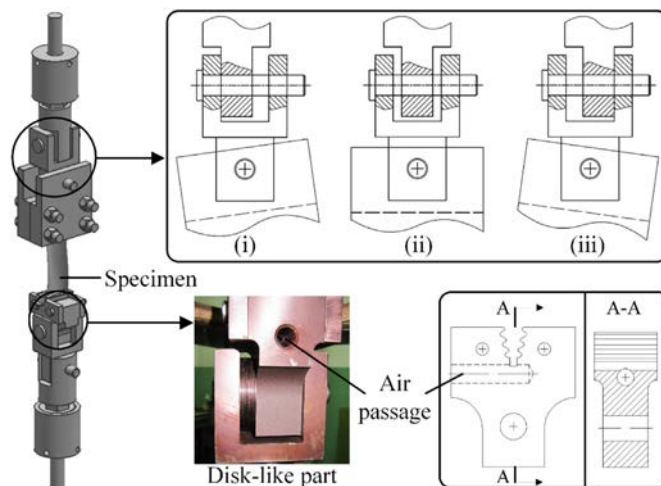 (i)
(ii)
(iii)
Specimen
A
A-A
Air
passage
Disk-like part
A